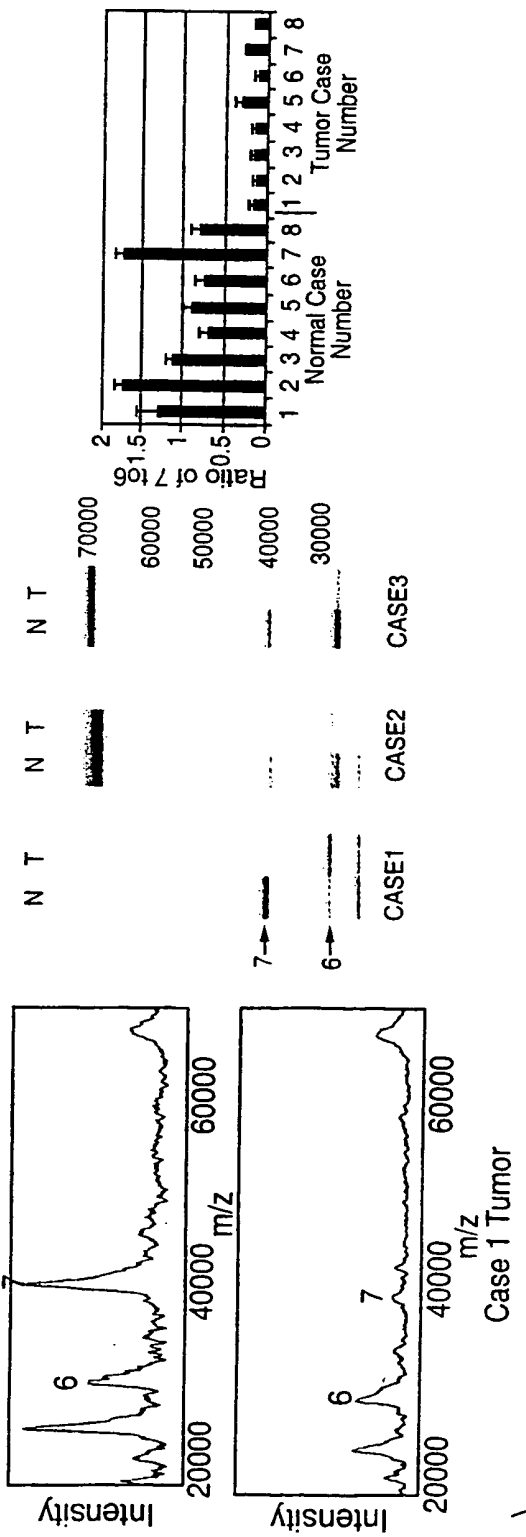 Intensity
7
6
20000 40000 60000
m/z
Intensity
6
7
20000 40000 60000
m/z
Case 1 Tumor
N T N T N T
70000
60000
50000
7→ 40000
6→ 30000
CASE1 CASE2 CASE3
Ratio of 7 to6
2
1.5
1
0.5
0
1 2 3 4 5 6 7 8 1 2 3 4 5 6 7 8
Normal Case Number
Tumor Case Number